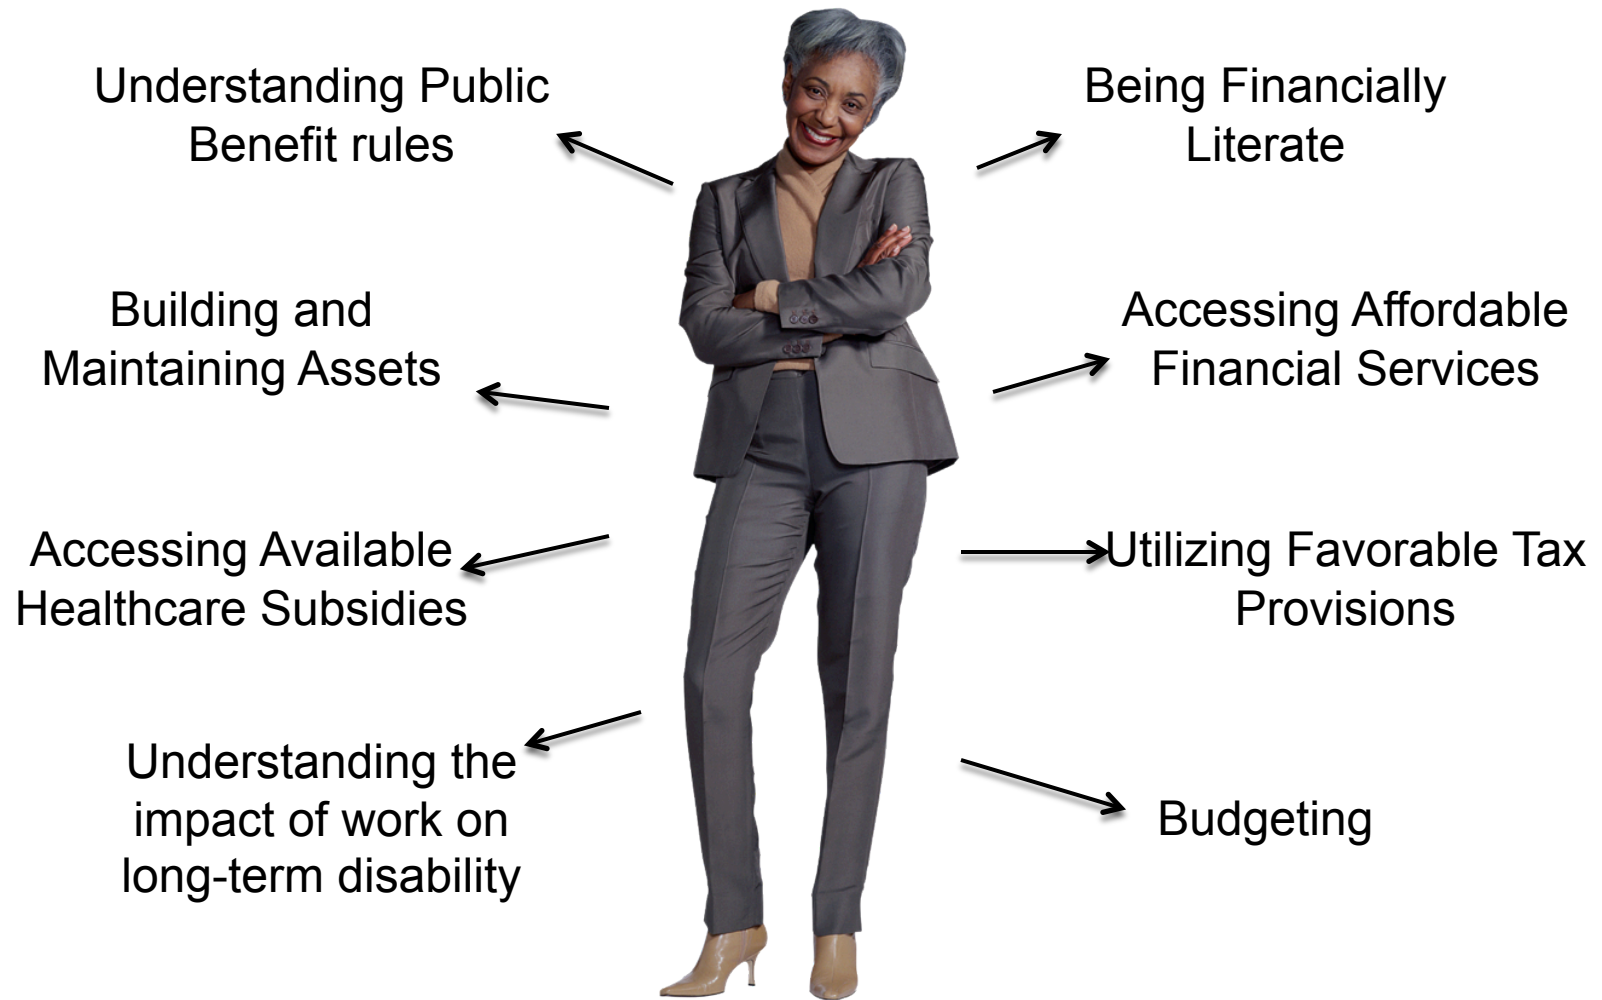 Understanding Public
Benefit rules
Being Financially
Literate
Building and
Maintaining Assets
Accessing Affordable
Financial Services
Accessing Available
Healthcare Subsidies
Utilizing Favorable Tax
Provisions
Understanding the
impact of work on
long-term disability
Budgeting